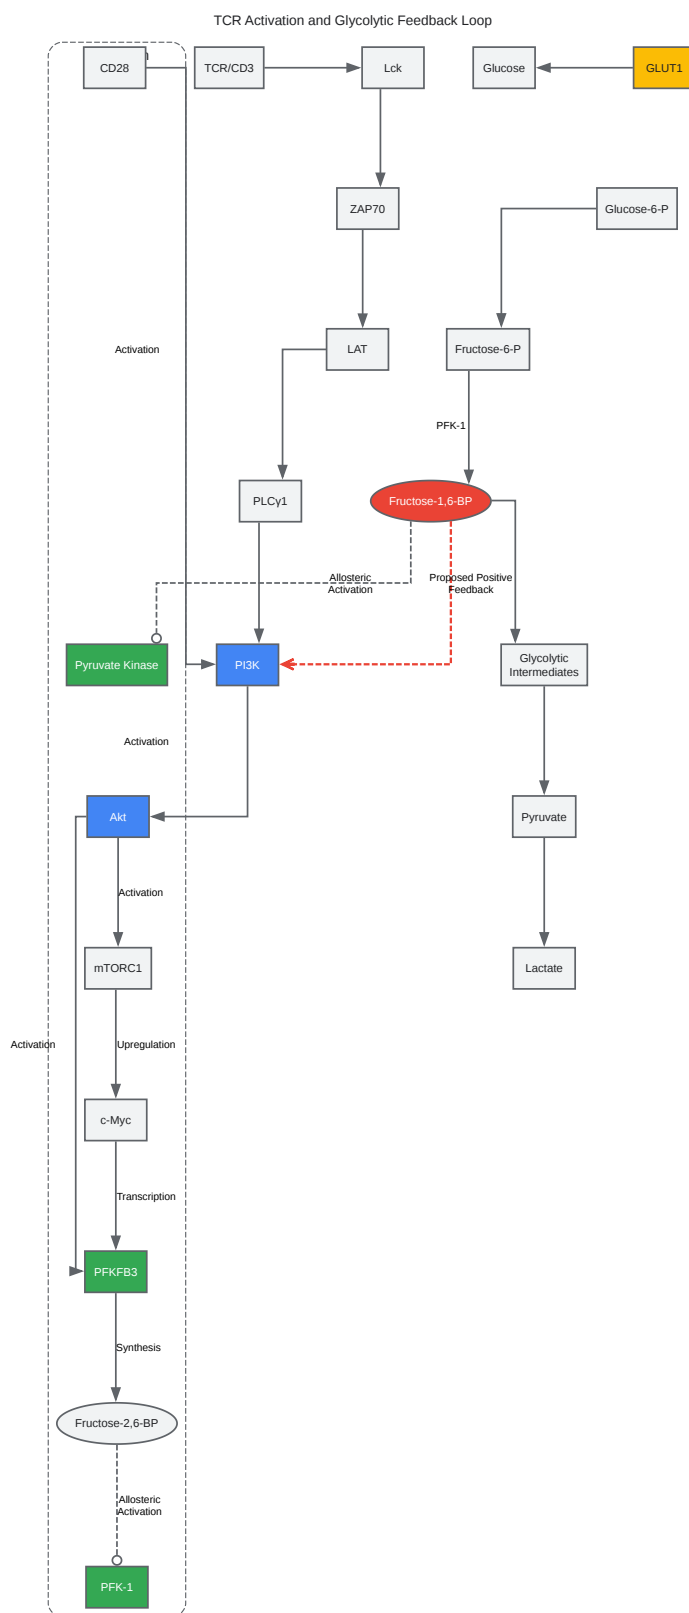 TCR Activation and Glycolytic Feedback Loop
CD28
TCR/CD3
Lck
Glucose
GLUT1
ZAP70
Glucose-6-P
Activation
LAT
Fructose-6-P
PFK-1
PLCγ1
Fructose-1,6-BP
Allosteric
Activation
Proposed Positive
Feedback
Pyruvate Kinase
PI3K
Glycolytic
Intermediates
Activation
Akt
Pyruvate
Activation
mTORC1
Lactate
Activation
Upregulation
c-Myc
Transcription
PFKFB3
Synthesis
Fructose-2,6-BP
Allosteric
Activation
PFK-1